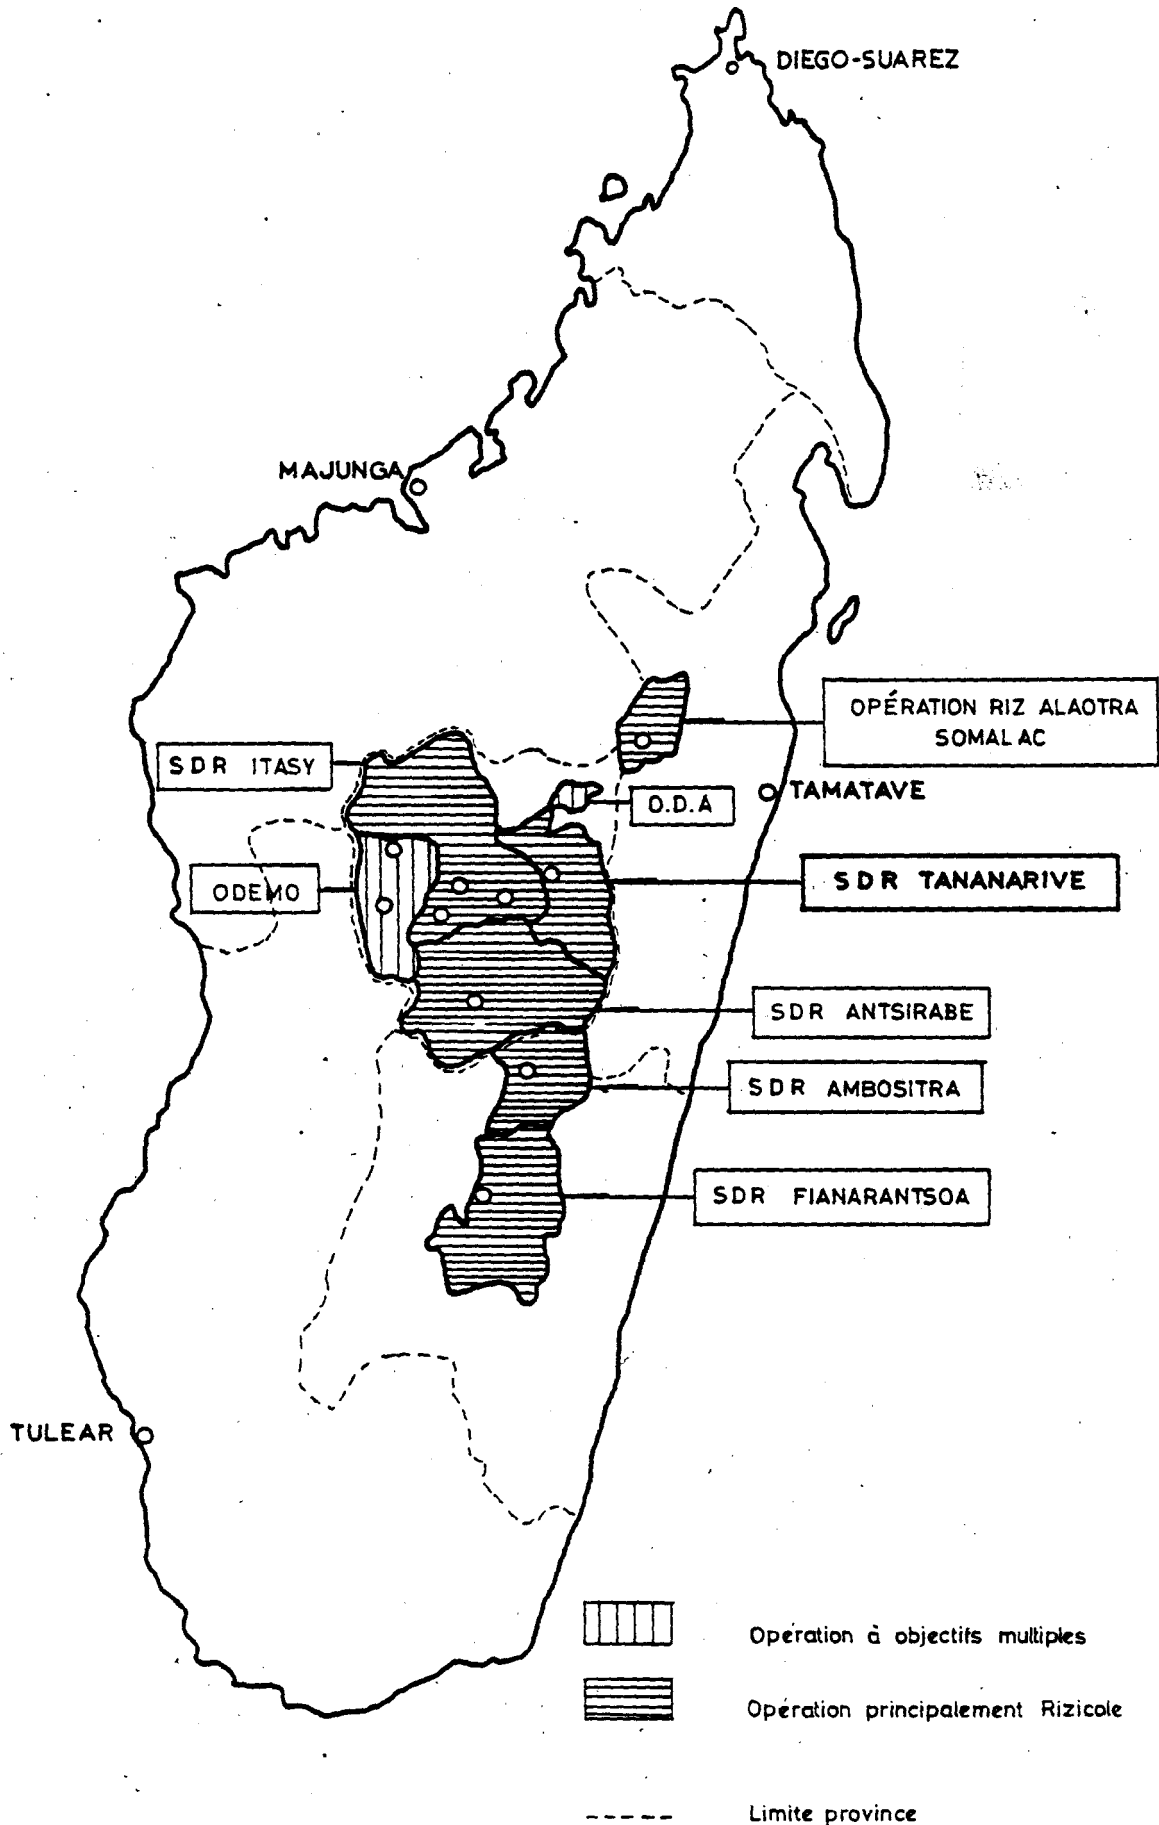 DIEGO-SUAREZ
MAJUNGA
OPÉRATION RIZ ALAOTRA
SOMALAC
SDR ITASY
O.D.A
TAMATAVE
ODEMO
SDR TANANARIVE
SDR ANTSIRABE
SDR AMBOSITRA
SDR FIANARANTSOA
TULEAR
Opération à objectifs multiples
Opération principalement Rizicole
Limite province